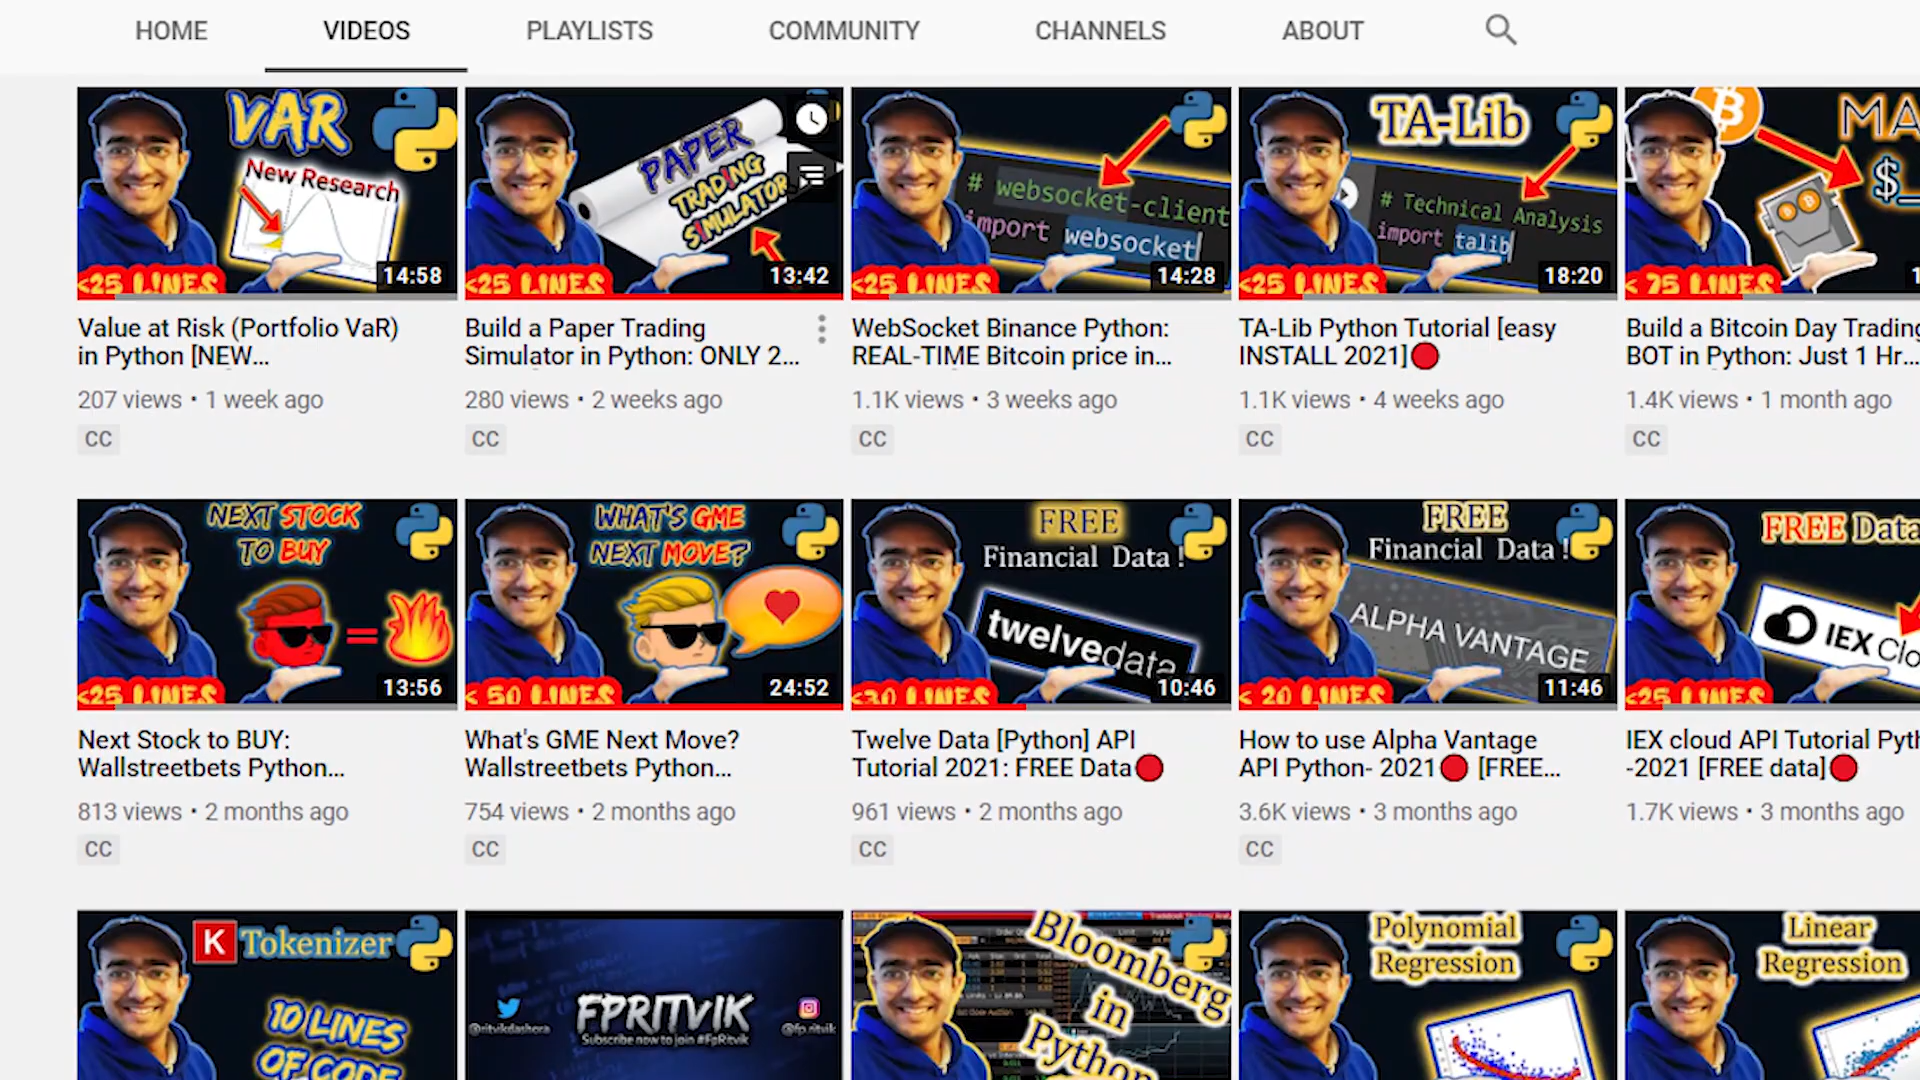 HOME VIDEOS PLAYLISTS COMMUNITY CHANNELS ABOUT
VAR
New Research
<25 LINES
14:58
PAPER
TRADING
SIMULATOR
<25 LINES
13:42
# websocket-client
import websocket
<25 LINES
14:28
TA-Lib
# Technical Analysis
import talib
<25 LINES
18:20
MA
$_
< 75 LINES
Value at Risk (Portfolio VaR)
in Python [NEW...
207 views • 1 week ago
CC
Build a Paper Trading
Simulator in Python: ONLY 2...
280 views • 2 weeks ago
CC
WebSocket Binance Python:
REAL-TIME Bitcoin price in...
1.1K views • 3 weeks ago
CC
TA-Lib Python Tutorial [easy
INSTALL 2021]
1.1K views • 4 weeks ago
CC
Build a Bitcoin Day Trading
BOT in Python: Just 1 Hr...
1.4K views • 1 month ago
CC
NEXT STOCK
TO BUY
=
<25 LINES
13:56
WHAT'S GME
NEXT MOVE?
< 50 LINES
24:52
FREE
Financial Data !
twelvedata
<30 LINES
10:46
FREE
Financial Data !
ALPHA VANTAGE
< 20 LINES
11:46
FREE Data
IEX Clo
<25 LINES
Next Stock to BUY:
Wallstreetbets Python...
813 views • 2 months ago
CC
What's GME Next Move?
Wallstreetbets Python...
754 views • 2 months ago
CC
Twelve Data [Python] API
Tutorial 2021: FREE Data
961 views • 2 months ago
CC
How to use Alpha Vantage
API Python- 2021 [FREE...
3.6K views • 3 months ago
CC
IEX cloud API Tutorial Pyth
-2021 [FREE data]
1.7K views • 3 months ago
K Tokenizer
10 LINES
OF CODE
@ritvikdashora
FPRITVIK
Subscribe now to join #FpRitvik
@fp.ritvik
Bloomberg
in
Python
Polynomial
Regression
Linear
Regression